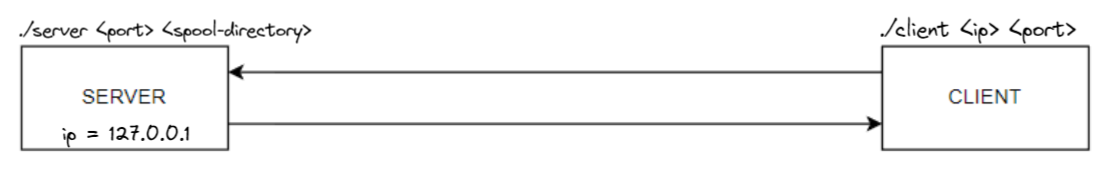 ./server <port> <spool-directory>
./client <ip> <port>
SERVER
ip = 127.0.0.1
CLIENT